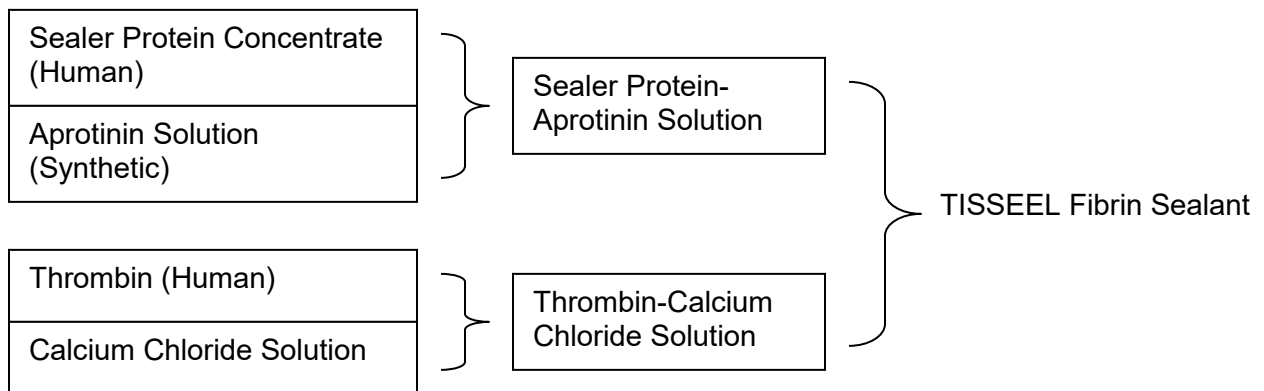 Sealer Protein Concentrate
(Human)
Aprotinin Solution
(Synthetic)
Sealer Protein-
Aprotinin Solution
TISSEEL Fibrin Sealant
Thrombin (Human)
Calcium Chloride Solution
Thrombin-Calcium
Chloride Solution